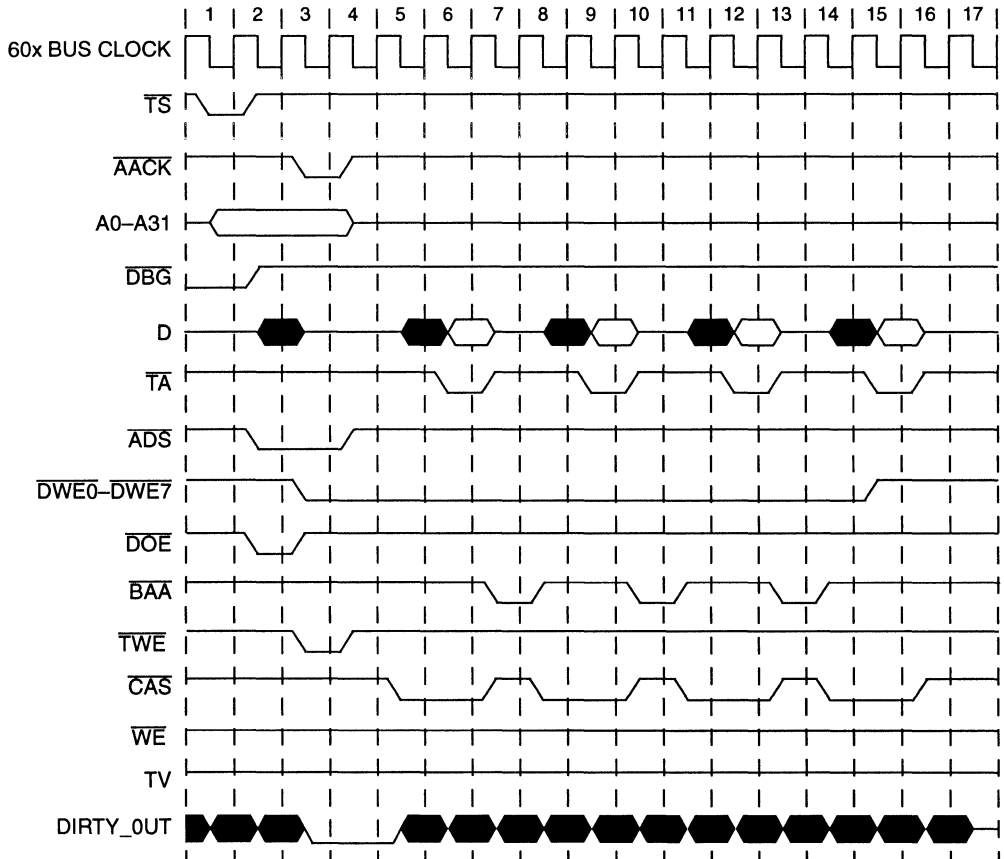 1 2 3 4 5 6 7 8 9 10 11 12 13 14 15 16 17
60x BUS CLOCK
TS
AACK
A0–A31
DBG
D
TA
ADS
DWE0–DWE7
DOE
BAA
TWE
CAS
WE
TV
DIRTY_0UT